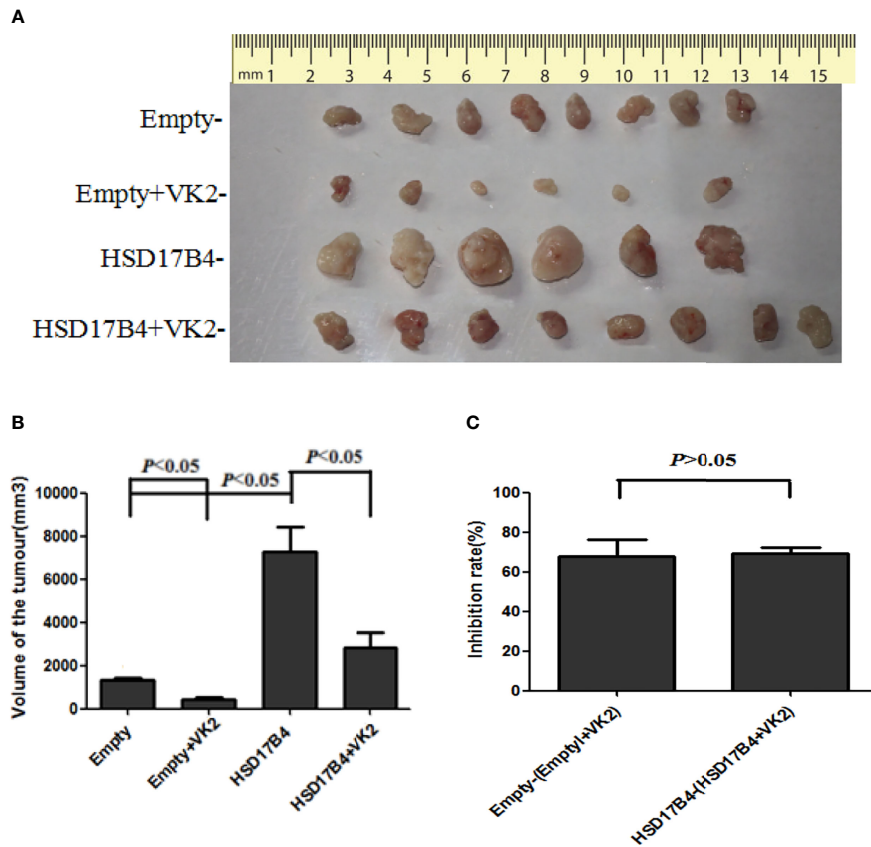 A
mm 1 2 3 4 5 6 7 8 9 10 11 12 13 14 15
Empty-
Empty+VK2-
HSD17B4-
HSD17B4+VK2-
B
P<0.05
P<0.05
P<0.05
Volume of the tumour(mm3)
10000
8000
6000
4000
2000
0
Empty
Empty+VK2
HSD17B4
HSD17B4+VK2
C
P>0.05
Inhibition rate(%)
100
80
60
40
20
0
Empty-(Emptyl+VK2)
HSD17B4-(HSD17B4+VK2)